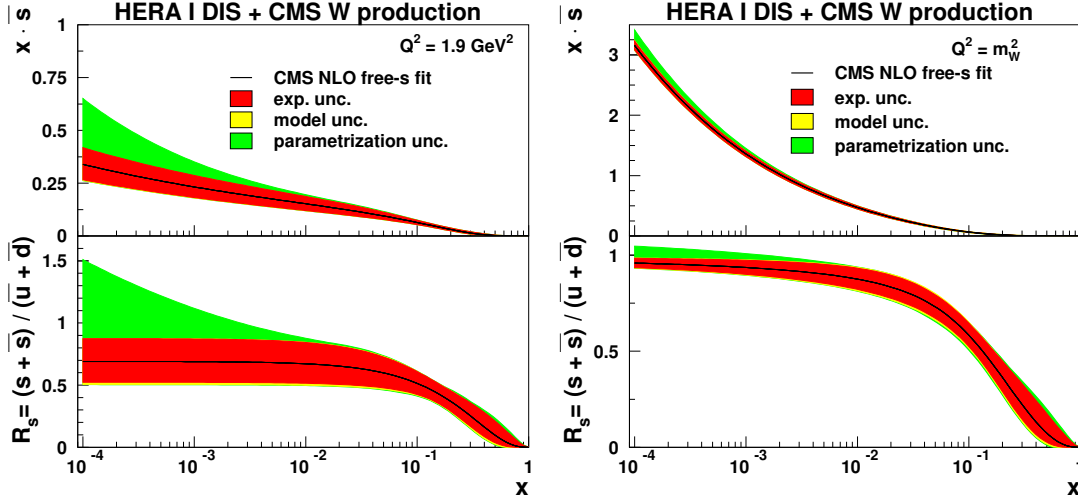 HERA I DIS + CMS W production
x · s̅
1
0.75
0.5
0.25
0
Q² = 1.9 GeV²
CMS NLO free-s fit
exp. unc.
model unc.
parametrization unc.
Rₛ= (s + s̅) / (u̅ + d̅)
1.5
1
0.5
0
10⁻⁴ 10⁻³ 10⁻² 10⁻¹ 1
x
HERA I DIS + CMS W production
x · s̅
3
2
1
0
Q² = m_W²
CMS NLO free-s fit
exp. unc.
model unc.
parametrization unc.
Rₛ= (s + s̅) / (u̅ + d̅)
1
0.5
0
10⁻⁴ 10⁻³ 10⁻² 10⁻¹ 1
x